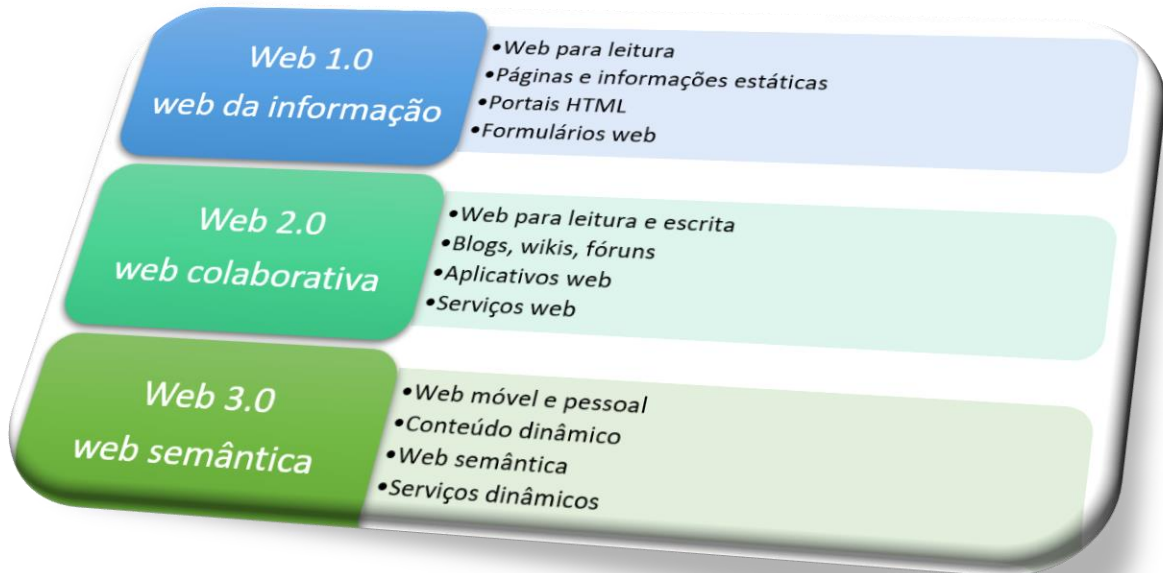 Web 1.0
web da informação
•Web para leitura
•Páginas e informações estáticas
•Portais HTML
•Formulários web
Web 2.0
web colaborativa
•Web para leitura e escrita
•Blogs, wikis, fóruns
•Aplicativos web
•Serviços web
Web 3.0
web semântica
•Web móvel e pessoal
•Conteúdo dinâmico
•Web semântica
•Serviços dinâmicos